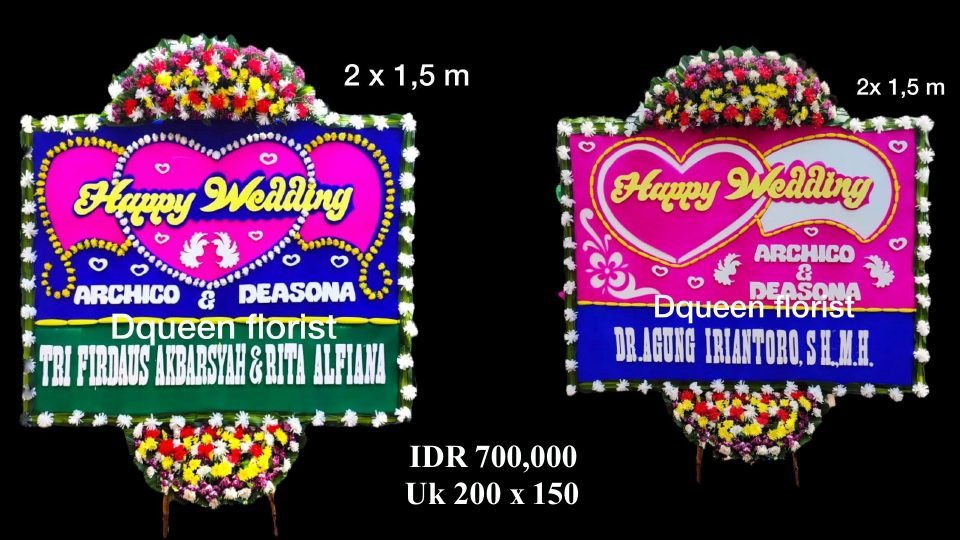 2 x 1,5 m
Happy Wedding
ARCHICO & DEASONA
Dqueen florist
TRI FIRDAUS AKBARSYAH & RITA ALFIANA
2x 1,5 m
Happy Wedding
ARCHICO
&
DEASONA
Dqueen florist
DR.AGUNG IRIANTORO, S H.,M.H.
IDR 700,000
Uk 200 x 150